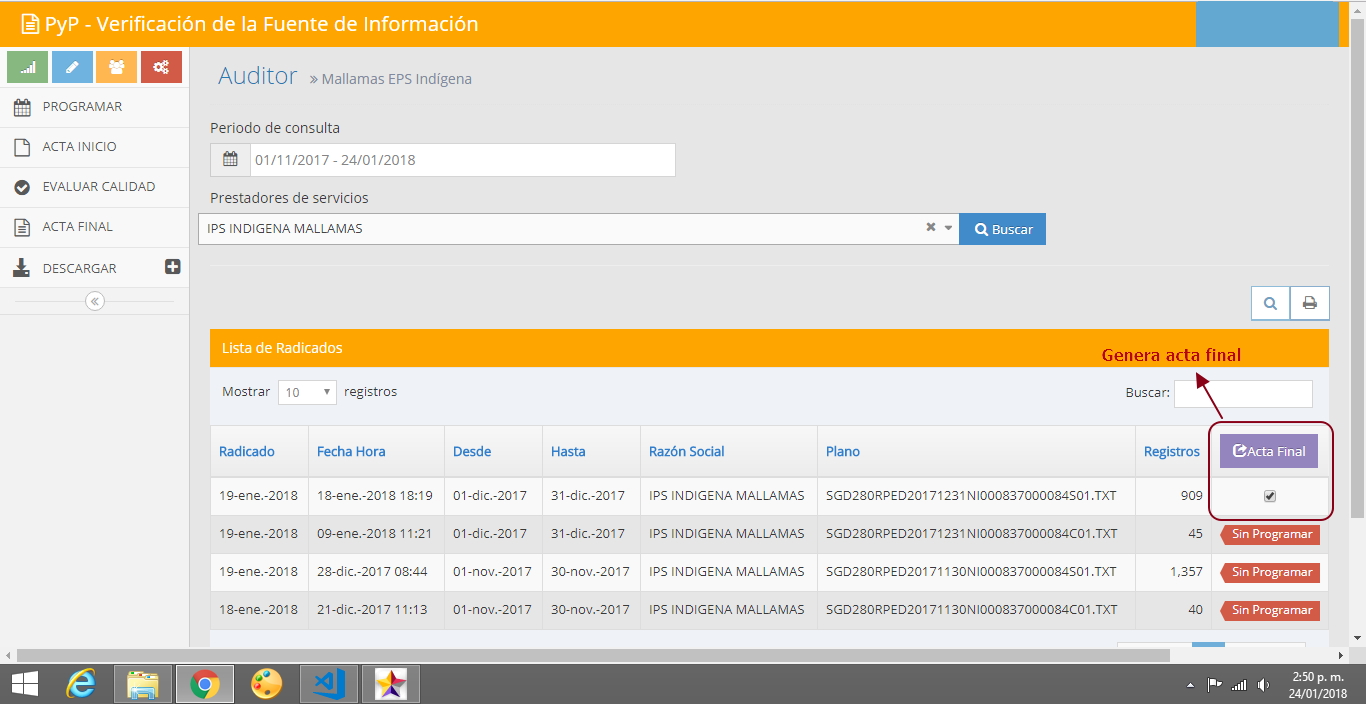 PyP - Verificación de la Fuente de Información
Auditor » Mallamas EPS Indígena
PROGRAMAR
ACTA INICIO
EVALUAR CALIDAD
ACTA FINAL
DESCARGAR
Periodo de consulta
01/11/2017 - 24/01/2018
Prestadores de servicios
IPS INDIGENA MALLAMAS
Buscar
Lista de Radicados
Genera acta final
Mostrar 10 registros Buscar:
Radicado Fecha Hora Desde Hasta Razón Social Plano Registros Acta Final
19-ene.-2018 18-ene.-2018 18:19 01-dic.-2017 31-dic.-2017 IPS INDIGENA MALLAMAS SGD280RPED20171231NI000837000084S01.TXT 909
19-ene.-2018 09-ene.-2018 11:21 01-dic.-2017 31-dic.-2017 IPS INDIGENA MALLAMAS SGD280RPED20171231NI000837000084C01.TXT 45 Sin Programar
19-ene.-2018 28-dic.-2017 08:44 01-nov.-2017 30-nov.-2017 IPS INDIGENA MALLAMAS SGD280RPED20171130NI000837000084S01.TXT 1,357 Sin Programar
18-ene.-2018 21-dic.-2017 11:13 01-nov.-2017 30-nov.-2017 IPS INDIGENA MALLAMAS SGD280RPED20171130NI000837000084C01.TXT 40 Sin Programar
2:50 p. m.
24/01/2018